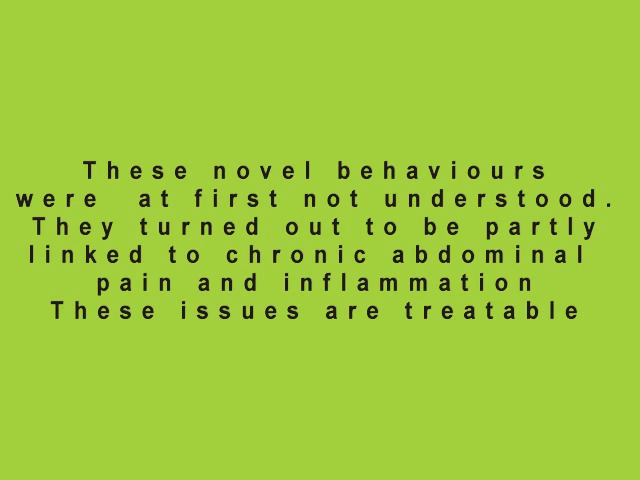 These novel behaviours
were at first not understood.
They turned out to be partly
linked to chronic abdominal
pain and inflammation
These issues are treatable